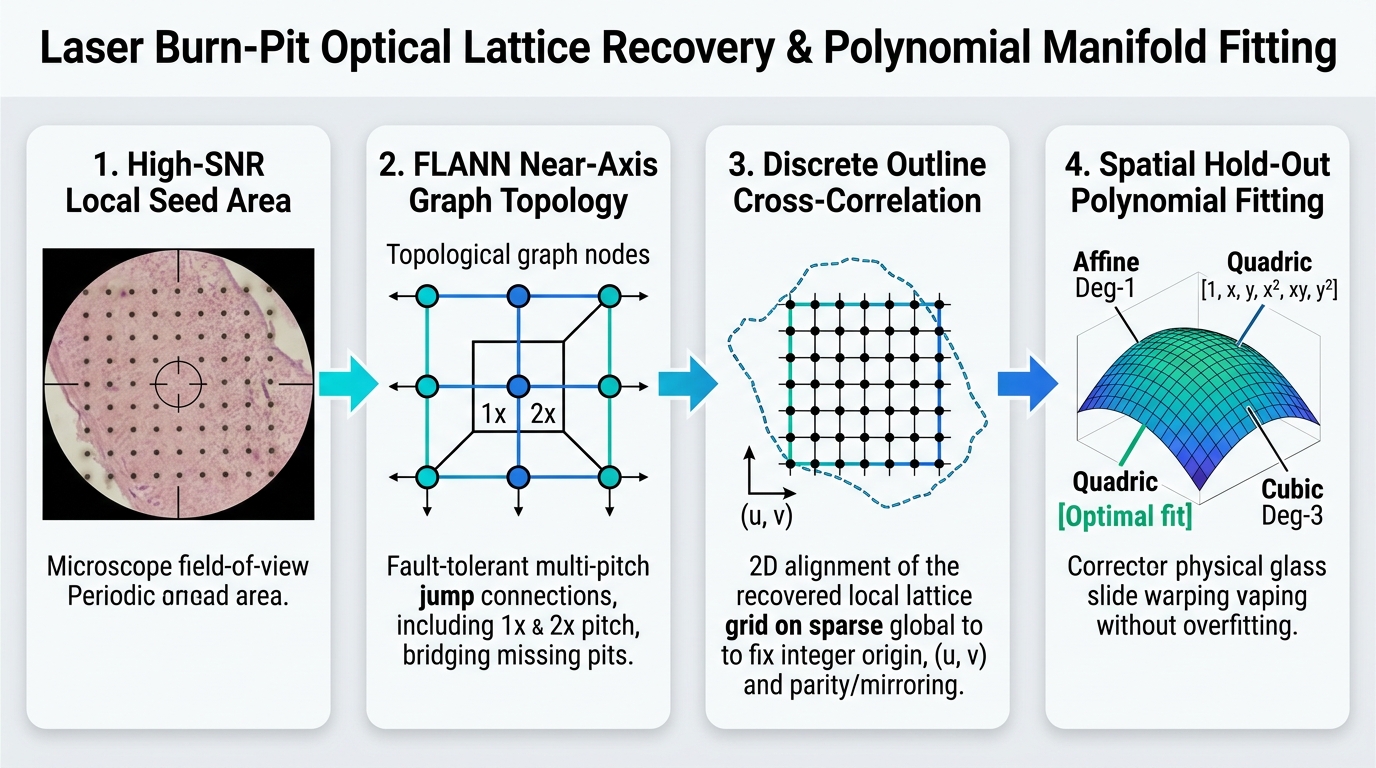 Laser Burn-Pit Optical Lattice Recovery & Polynomial Manifold Fitting
1. High-SNR
Local Seed Area
Microscope field-of-view
Periodic area.
2. FLANN Near-Axis
Graph Topology
Topological graph nodes
1x 2x
Fault-tolerant multi-pitch
jump connections,
including 1x & 2x pitch,
bridging missing pits.
3. Discrete Outline
Cross-Correlation
(u, v)
2D alignment of the
recovered local lattice
grid on sparse global to
to fix integer origin, (u, v)
and parity/mirroring.
4. Spatial Hold-Out
Polynomial Fitting
Affine
Deg-1
Quadric
[1, x, y, x², xy, y²]
Quadric
[Optimal fit]
Cubic
Deg-3
Corrector physical glass
slide warping vaping
without overfitting.